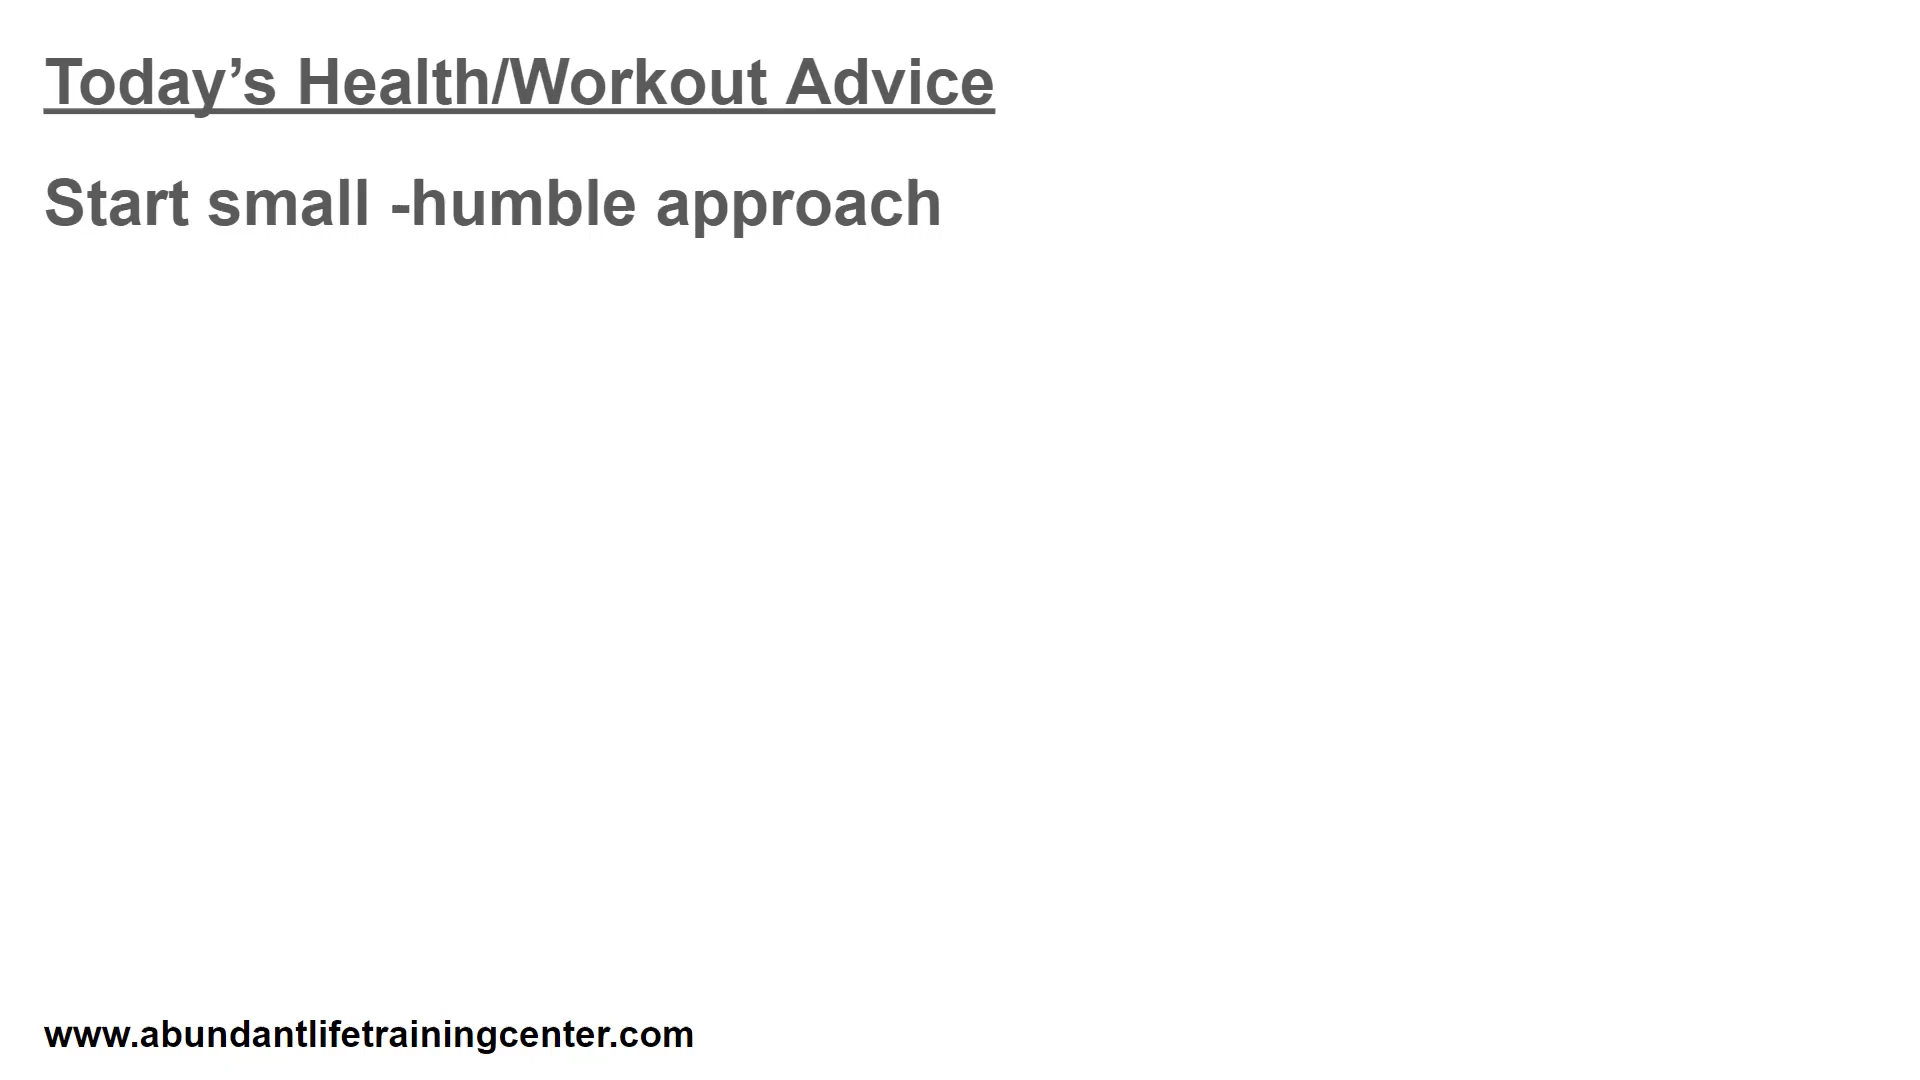 Today’s Health/Workout Advice
Start small -humble approach
www.abundantlifetrainingcenter.com